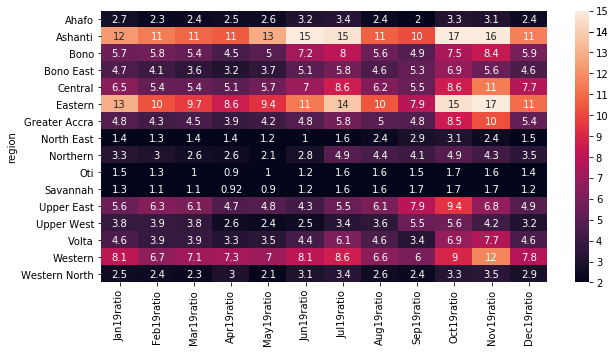 Ahafo 2.7 2.3 2.4 2.5 2.6 3.2 3.4 2.4 2 3.3 3.1 2.4
Ashanti 12 11 11 11 13 15 15 11 10 17 16 11
Bono 5.7 5.8 5.4 4.5 5 7.2 8 5.6 4.9 7.5 8.4 5.9
Bono East 4.7 4.1 3.6 3.2 3.7 5.1 5.8 4.6 5.3 6.9 5.6 4.6
Central 6.5 5.4 5.4 5.1 5.7 7 8.6 6.2 5.5 8.6 11 7.7
Eastern 13 10 9.7 8.6 9.4 11 14 10 7.9 15 17 11
Greater Accra 4.8 4.3 4.5 3.9 4.2 4.8 5.8 5 4.8 8.5 10 5.4
North East 1.4 1.3 1.4 1.4 1.2 1 1.6 2.4 2.9 3.1 2.4 1.5
Northern 3.3 3 2.6 2.6 2.1 2.8 4.9 4.4 4.1 4.9 4.3 3.5
Oti 1.5 1.3 1 0.9 1 1.2 1.6 1.6 1.5 1.7 1.6 1.4
Savannah 1.3 1.1 1.1 0.92 0.9 1.2 1.6 1.6 1.7 1.7 1.7 1.2
Upper East 5.6 6.3 6.1 4.7 4.8 4.3 5.5 6.1 7.9 9.4 6.8 4.9
Upper West 3.8 3.9 3.8 2.6 2.4 2.5 3.4 3.6 5.5 5.6 4.2 3.2
Volta 4.6 3.9 3.9 3.3 3.5 4.4 6.1 4.6 3.4 6.9 7.7 4.6
Western 8.1 6.7 7.1 7.3 7 8.1 8.6 6.6 6 9 12 7.8
Western North 2.5 2.4 2.3 3 2.1 3.1 3.4 2.6 2.4 3.3 3.5 2.9
region
Jan19ratio
Feb19ratio
Mar19ratio
Apr19ratio
May19ratio
Jun19ratio
Jul19ratio
Aug19ratio
Sep19ratio
Oct19ratio
Nov19ratio
Dec19ratio
15
14
13
12
11
10
9
8
7
6
5
4
3
2